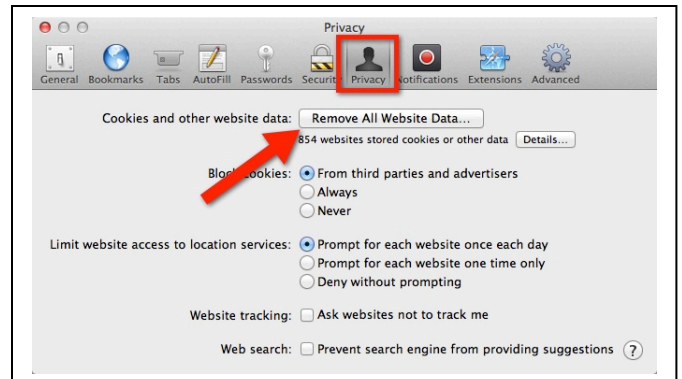 Privacy
General Bookmarks Tabs AutoFill Passwords Security Privacy Notifications Extensions Advanced
Cookies and other website data: Remove All Website Data...
854 websites stored cookies or other data Details...
Block cookies: From third parties and advertisers
Always
Never
Limit website access to location services: Prompt for each website once each day
Prompt for each website one time only
Deny without prompting
Website tracking: Ask websites not to track me
Web search: Prevent search engine from providing suggestions ?